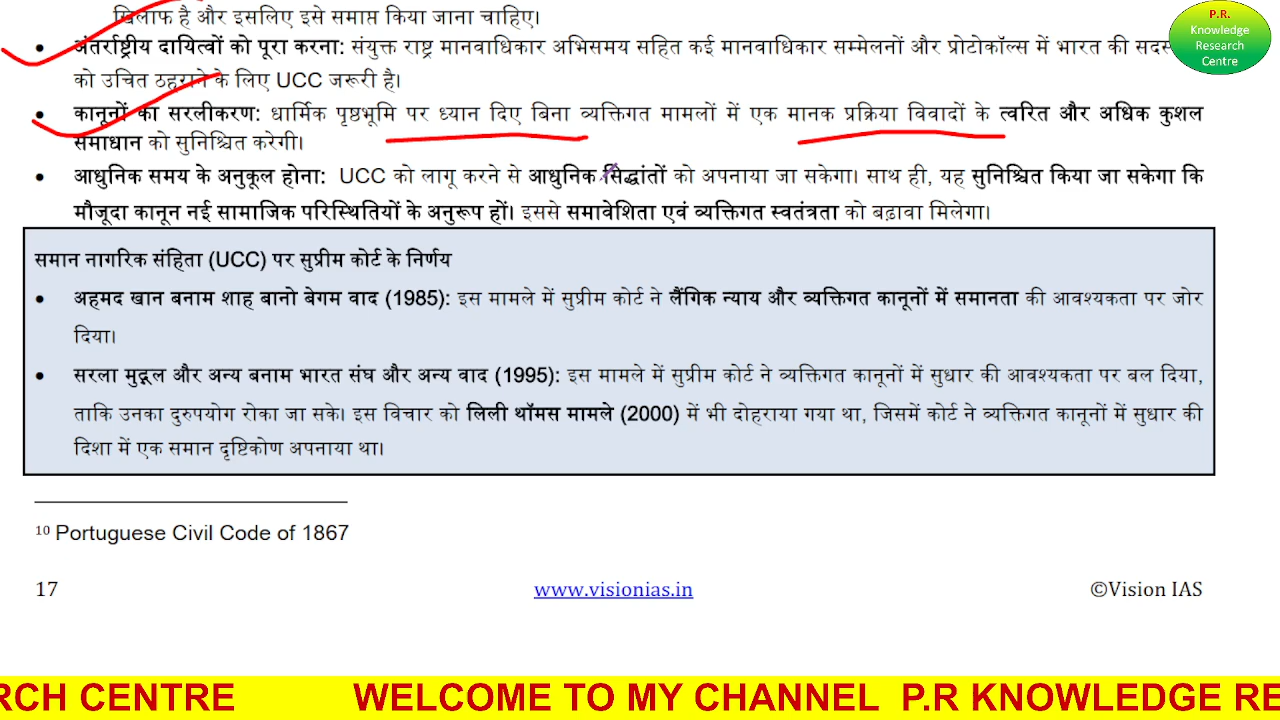 खिलाफ है और इसलिए इसे समाप्त किया जाना चाहिए।
P.R.
Knowledge
Research
Centre
• अंतर्राष्ट्रीय दायित्वों को पूरा करना: संयुक्त राष्ट्र मानवाधिकार अभिसमय सहित कई मानवाधिकार सम्मेलनों और प्रोटोकॉल्स में भारत की
को उचित ठहराने के लिए UCC जरूरी है।
• कानूनों का सरलीकरण: धार्मिक पृष्ठभूमि पर ध्यान दिए बिना व्यक्तिगत मामलों में एक मानक प्रक्रिया विवादों के त्वरित और अधिक कुशल
समाधान को सुनिश्चित करेगी।
• आधुनिक समय के अनुकूल होना: UCC को लागू करने से आधुनिक सिद्धांतों को अपनाया जा सकेगा। साथ ही, यह सुनिश्चित किया जा सकेगा कि
मौजूदा कानून नई सामाजिक परिस्थितियों के अनुरूप हों। इससे समावेशिता एवं व्यक्तिगत स्वतंत्रता को बढ़ावा मिलेगा।
समान नागरिक संहिता (UCC) पर सुप्रीम कोर्ट के निर्णय
• अहमद खान बनाम शाह बानो बेगम वाद (1985): इस मामले में सुप्रीम कोर्ट ने लैंगिक न्याय और व्यक्तिगत कानूनों में समानता की आवश्यकता पर जोर
दिया।
• सरला मुद्गल और अन्य बनाम भारत संघ और अन्य वाद (1995): इस मामले में सुप्रीम कोर्ट ने व्यक्तिगत कानूनों में सुधार की आवश्यकता पर बल दिया,
ताकि उनका दुरुपयोग रोका जा सके। इस विचार को लिली थॉमस मामले (2000) में भी दोहराया गया था, जिसमें कोर्ट ने व्यक्तिगत कानूनों में सुधार की
दिशा में एक समान दृष्टिकोण अपनाया था।
10 Portuguese Civil Code of 1867
17 www.visionias.in ©Vision IAS
RCH CENTRE WELCOME TO MY CHANNEL P.R KNOWLEDGE RE